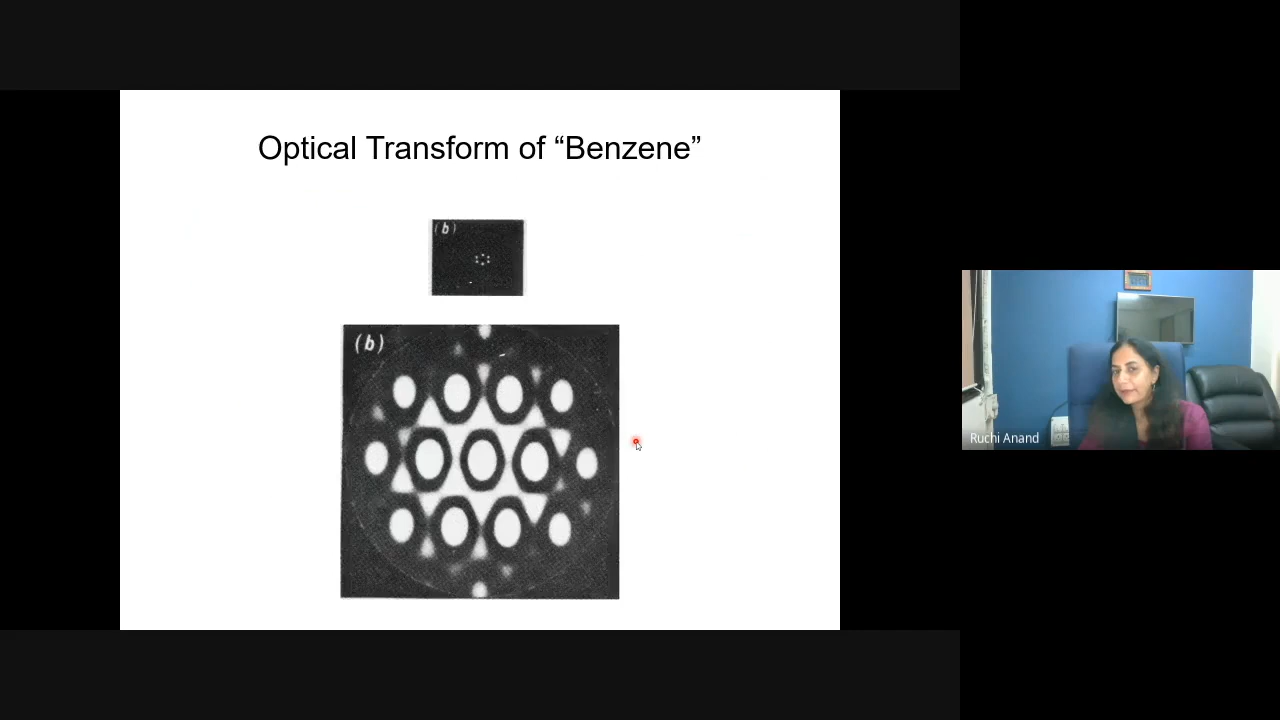 Optical Transform of “Benzene”
(b)
(b)
Ruchi Anand